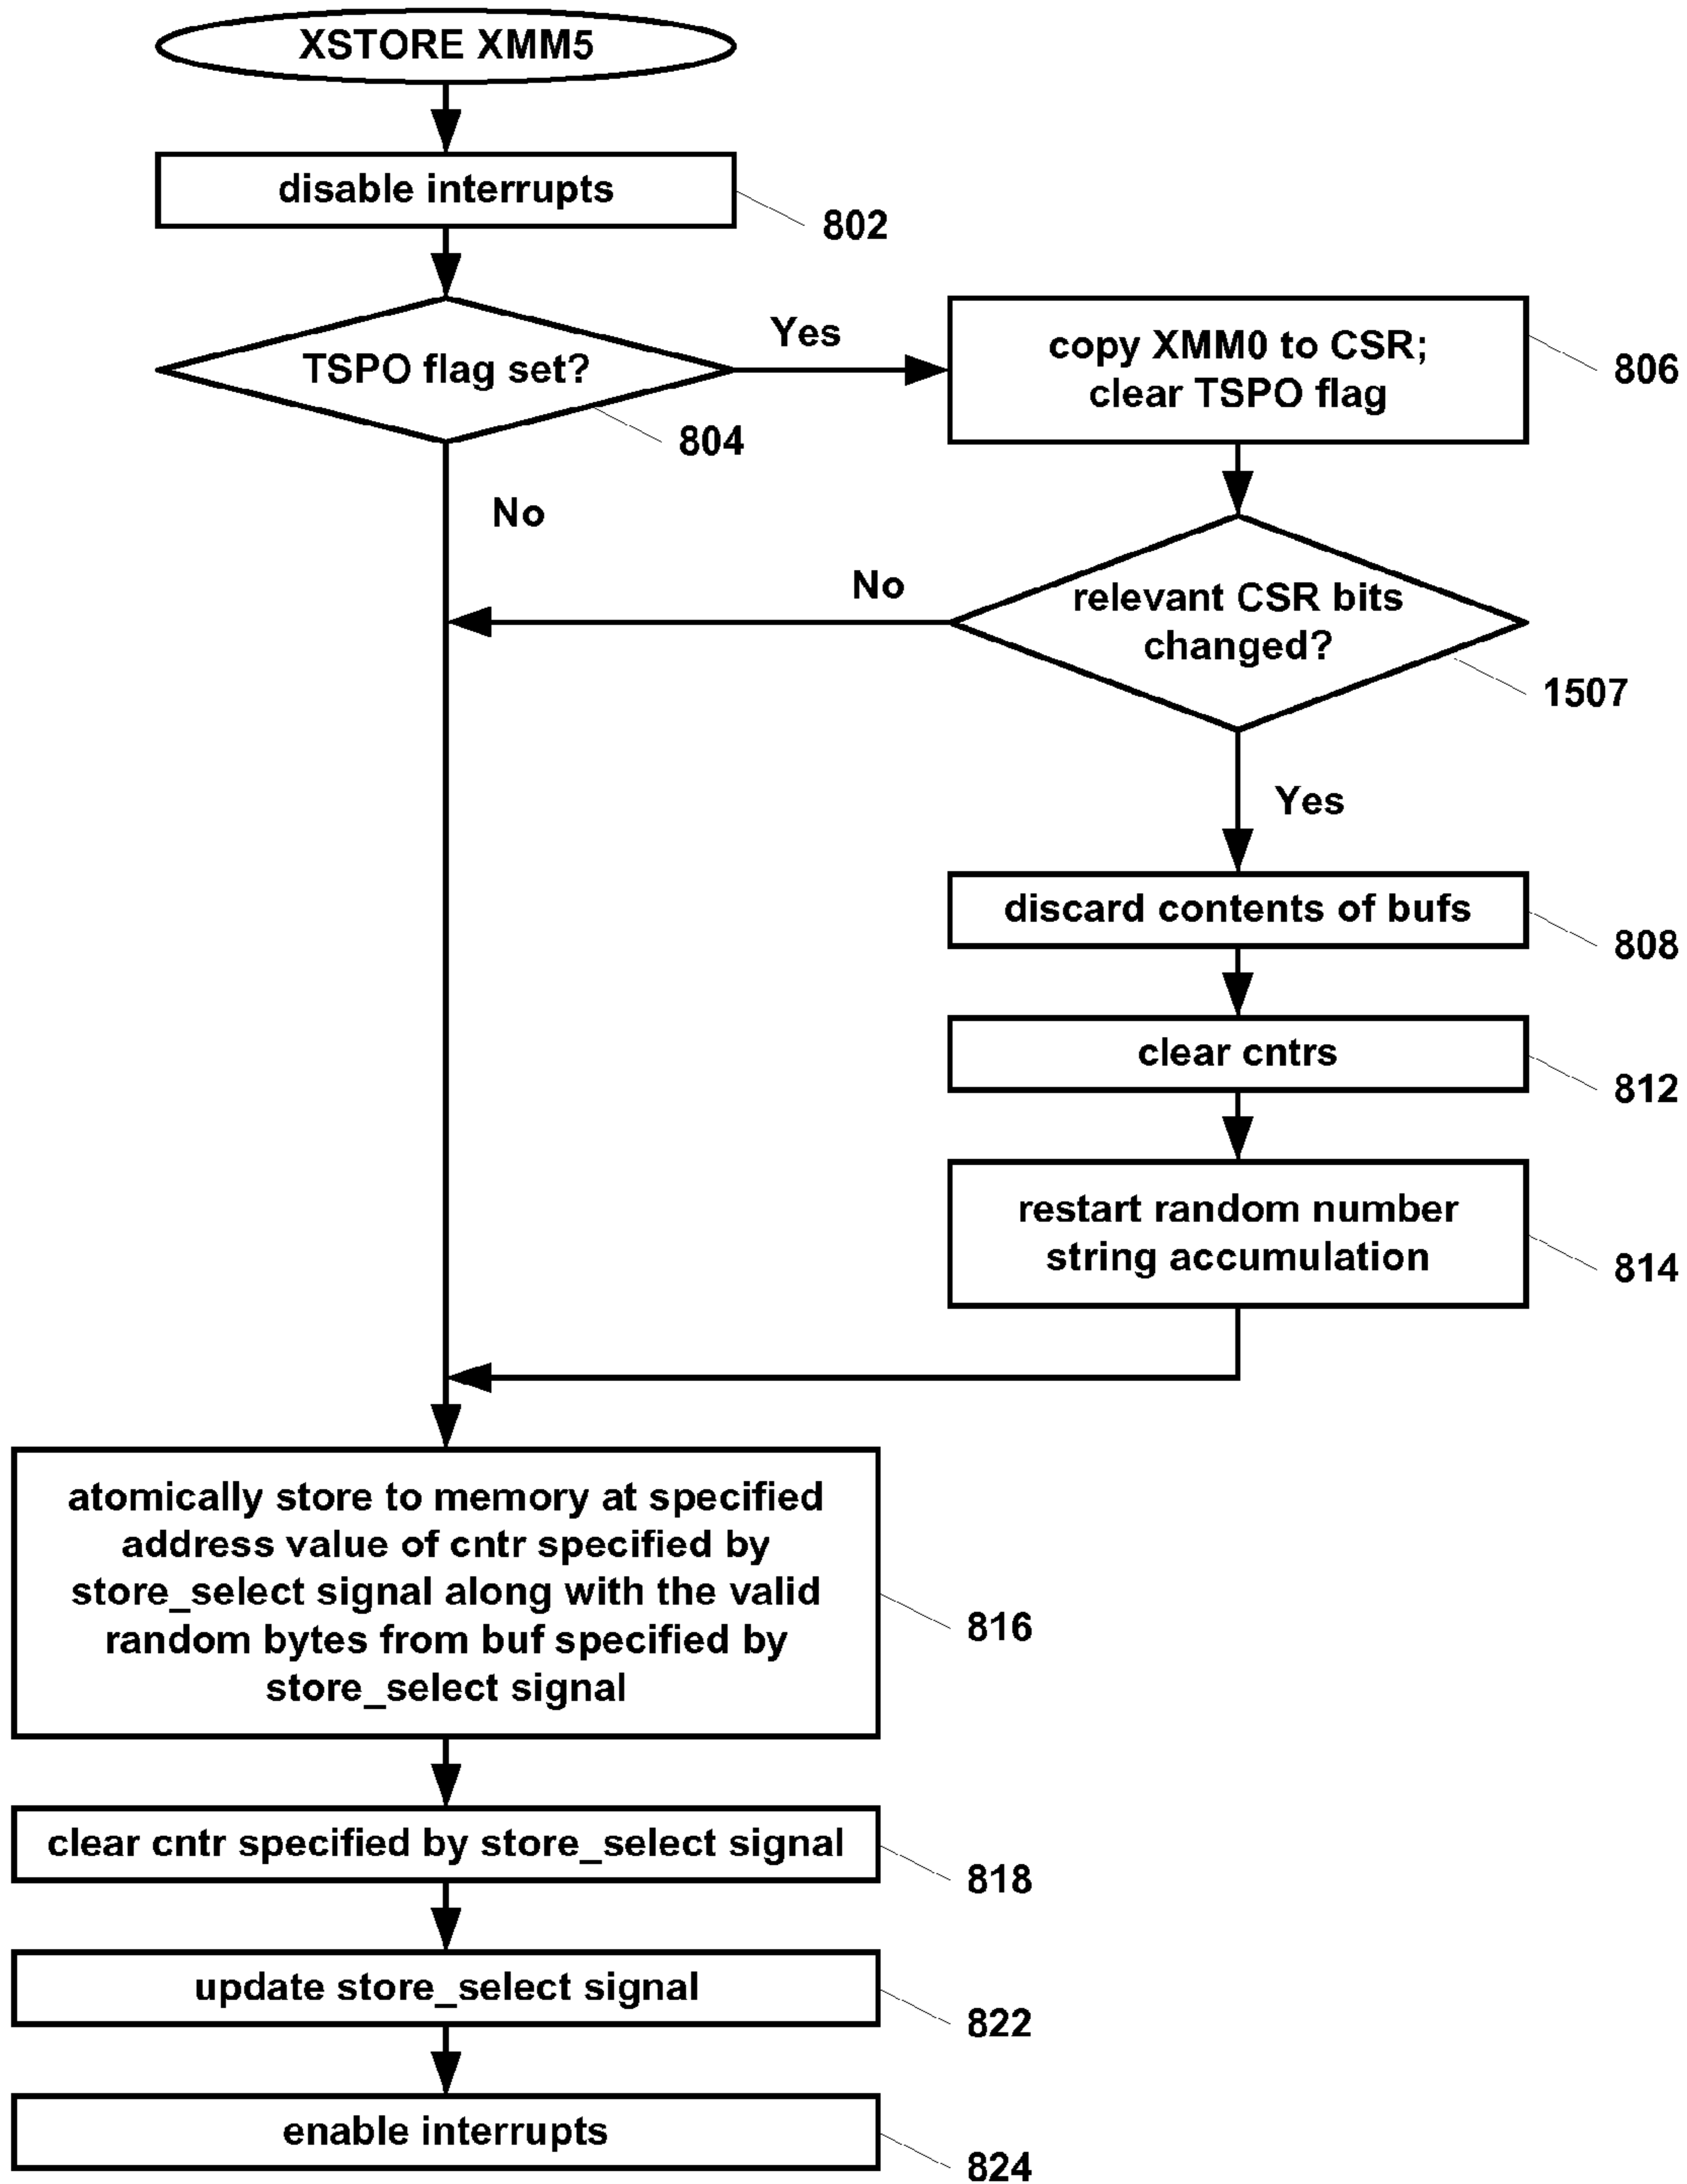 XSTORE XMM5
disable interrupts
802
TSPO flag set?
804
Yes
copy XMM0 to CSR;
clear TSPO flag
806
No
No
relevant CSR bits
changed?
1507
Yes
discard contents of bufs
808
clear cntrs
812
restart random number
string accumulation
814
atomically store to memory at specified
address value of cntr specified by
store_select signal along with the valid
random bytes from buf specified by
store_select signal
816
clear cntr specified by store_select signal
818
update store_select signal
822
enable interrupts
824